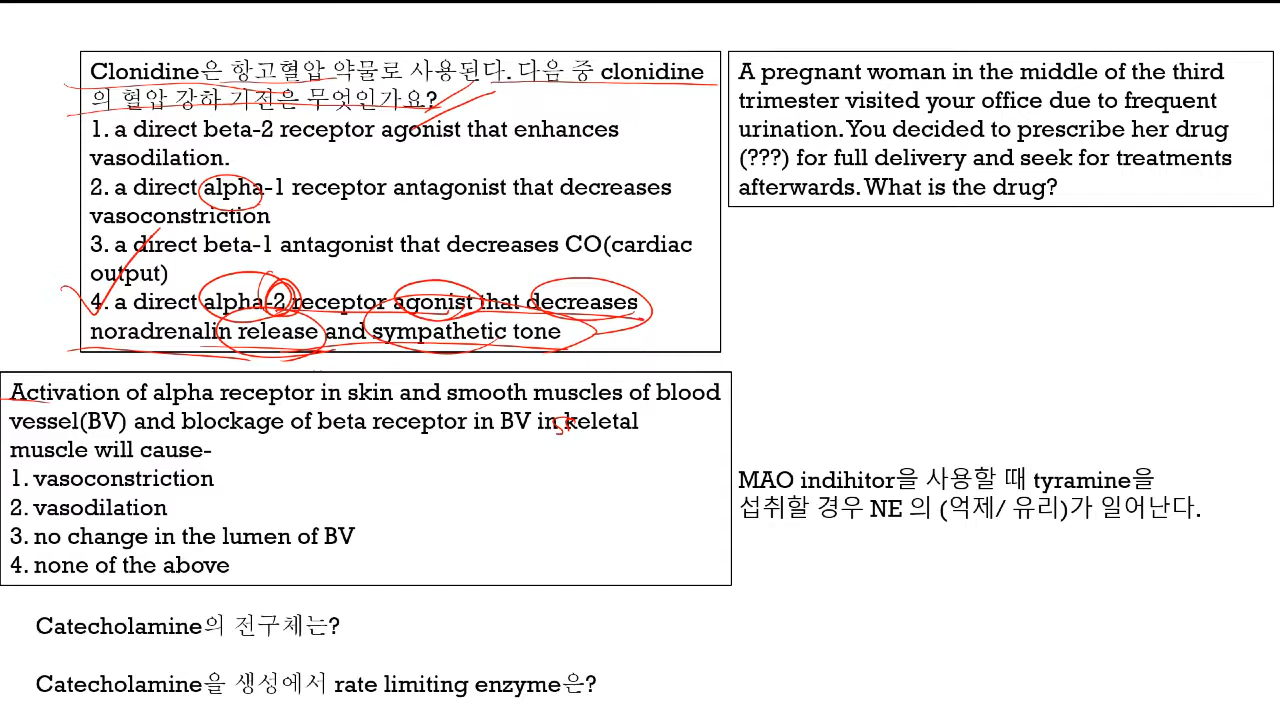 Clonidine은 항고혈압 약물로 사용된다. 다음 중 clonidine
의 혈압 강하 기전은 무엇인가요?
1. a direct beta-2 receptor agonist that enhances
vasodilation.
2. a direct alpha-1 receptor antagonist that decreases
vasoconstriction
3. a direct beta-1 antagonist that decreases CO(cardiac
output)
4. a direct alpha-2 receptor agonist that decreases
noradrenalin release and sympathetic tone
A pregnant woman in the middle of the third
trimester visited your office due to frequent
urination. You decided to prescribe her drug
(???) for full delivery and seek for treatments
afterwards. What is the drug?
Activation of alpha receptor in skin and smooth muscles of blood
vessel(BV) and blockage of beta receptor in BV in keletal
muscle will cause-
1. vasoconstriction
2. vasodilation
3. no change in the lumen of BV
4. none of the above
MAO indihitor을 사용할 때 tyramine을
섭취할 경우 NE 의 (억제/ 유리)가 일어난다.
Catecholamine의 전구체는?
Catecholamine을 생성에서 rate limiting enzyme은?